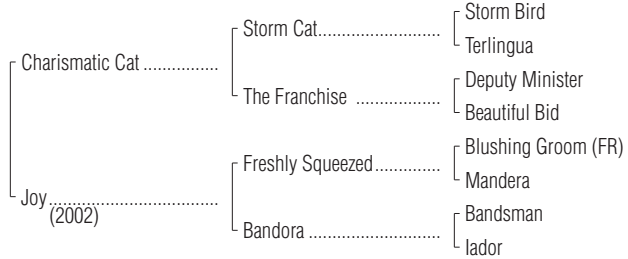 Storm Bird
Storm Cat
Terlingua
Charismatic Cat
Deputy Minister
The Franchise
Beautiful Bid
Blushing Groom (FR)
Freshly Squeezed
Mandera
Joy
(2002)
Bandsman
Bandora
Iador